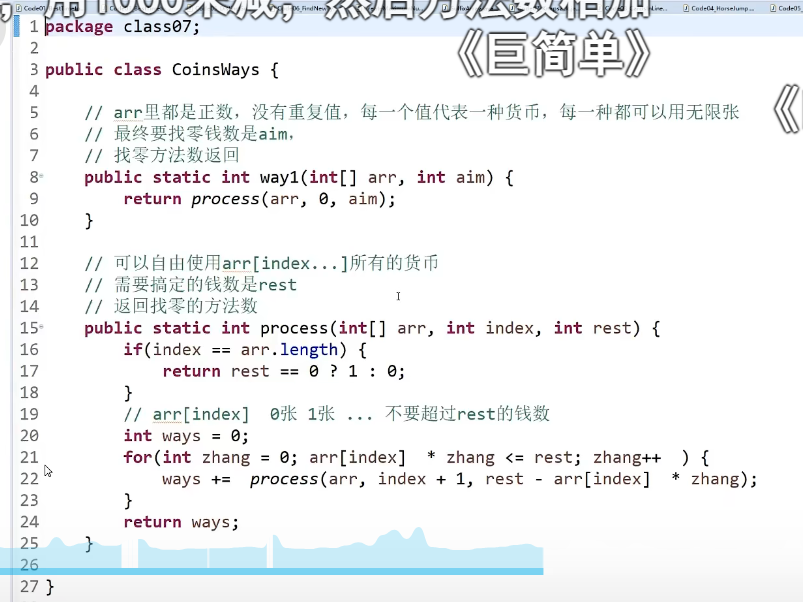 用1000来减，然后方法数相加
《巨简单》
1 package class07;
2
3 public class CoinsWays {
4
5 // arr里都是正数，没有重复值，每一个值代表一种货币，每一种都可以用无限张
6 // 最终要找零钱数是aim，
7 // 找零方法数返回
8 public static int way1(int[] arr, int aim) {
9 return process(arr, 0, aim);
10 }
11
12 // 可以自由使用arr[index...]所有的货币
13 // 需要搞定的钱数是rest
14 // 返回找零的方法数
15 public static int process(int[] arr, int index, int rest) {
16 if(index == arr.length) {
17 return rest == 0 ? 1 : 0;
18 }
19 // arr[index] 0张 1张 ... 不要超过rest的钱数
20 int ways = 0;
21 for(int zhang = 0; arr[index] * zhang <= rest; zhang++ ) {
22 ways += process(arr, index + 1, rest - arr[index] * zhang);
23 }
24 return ways;
25 }
26
27 }